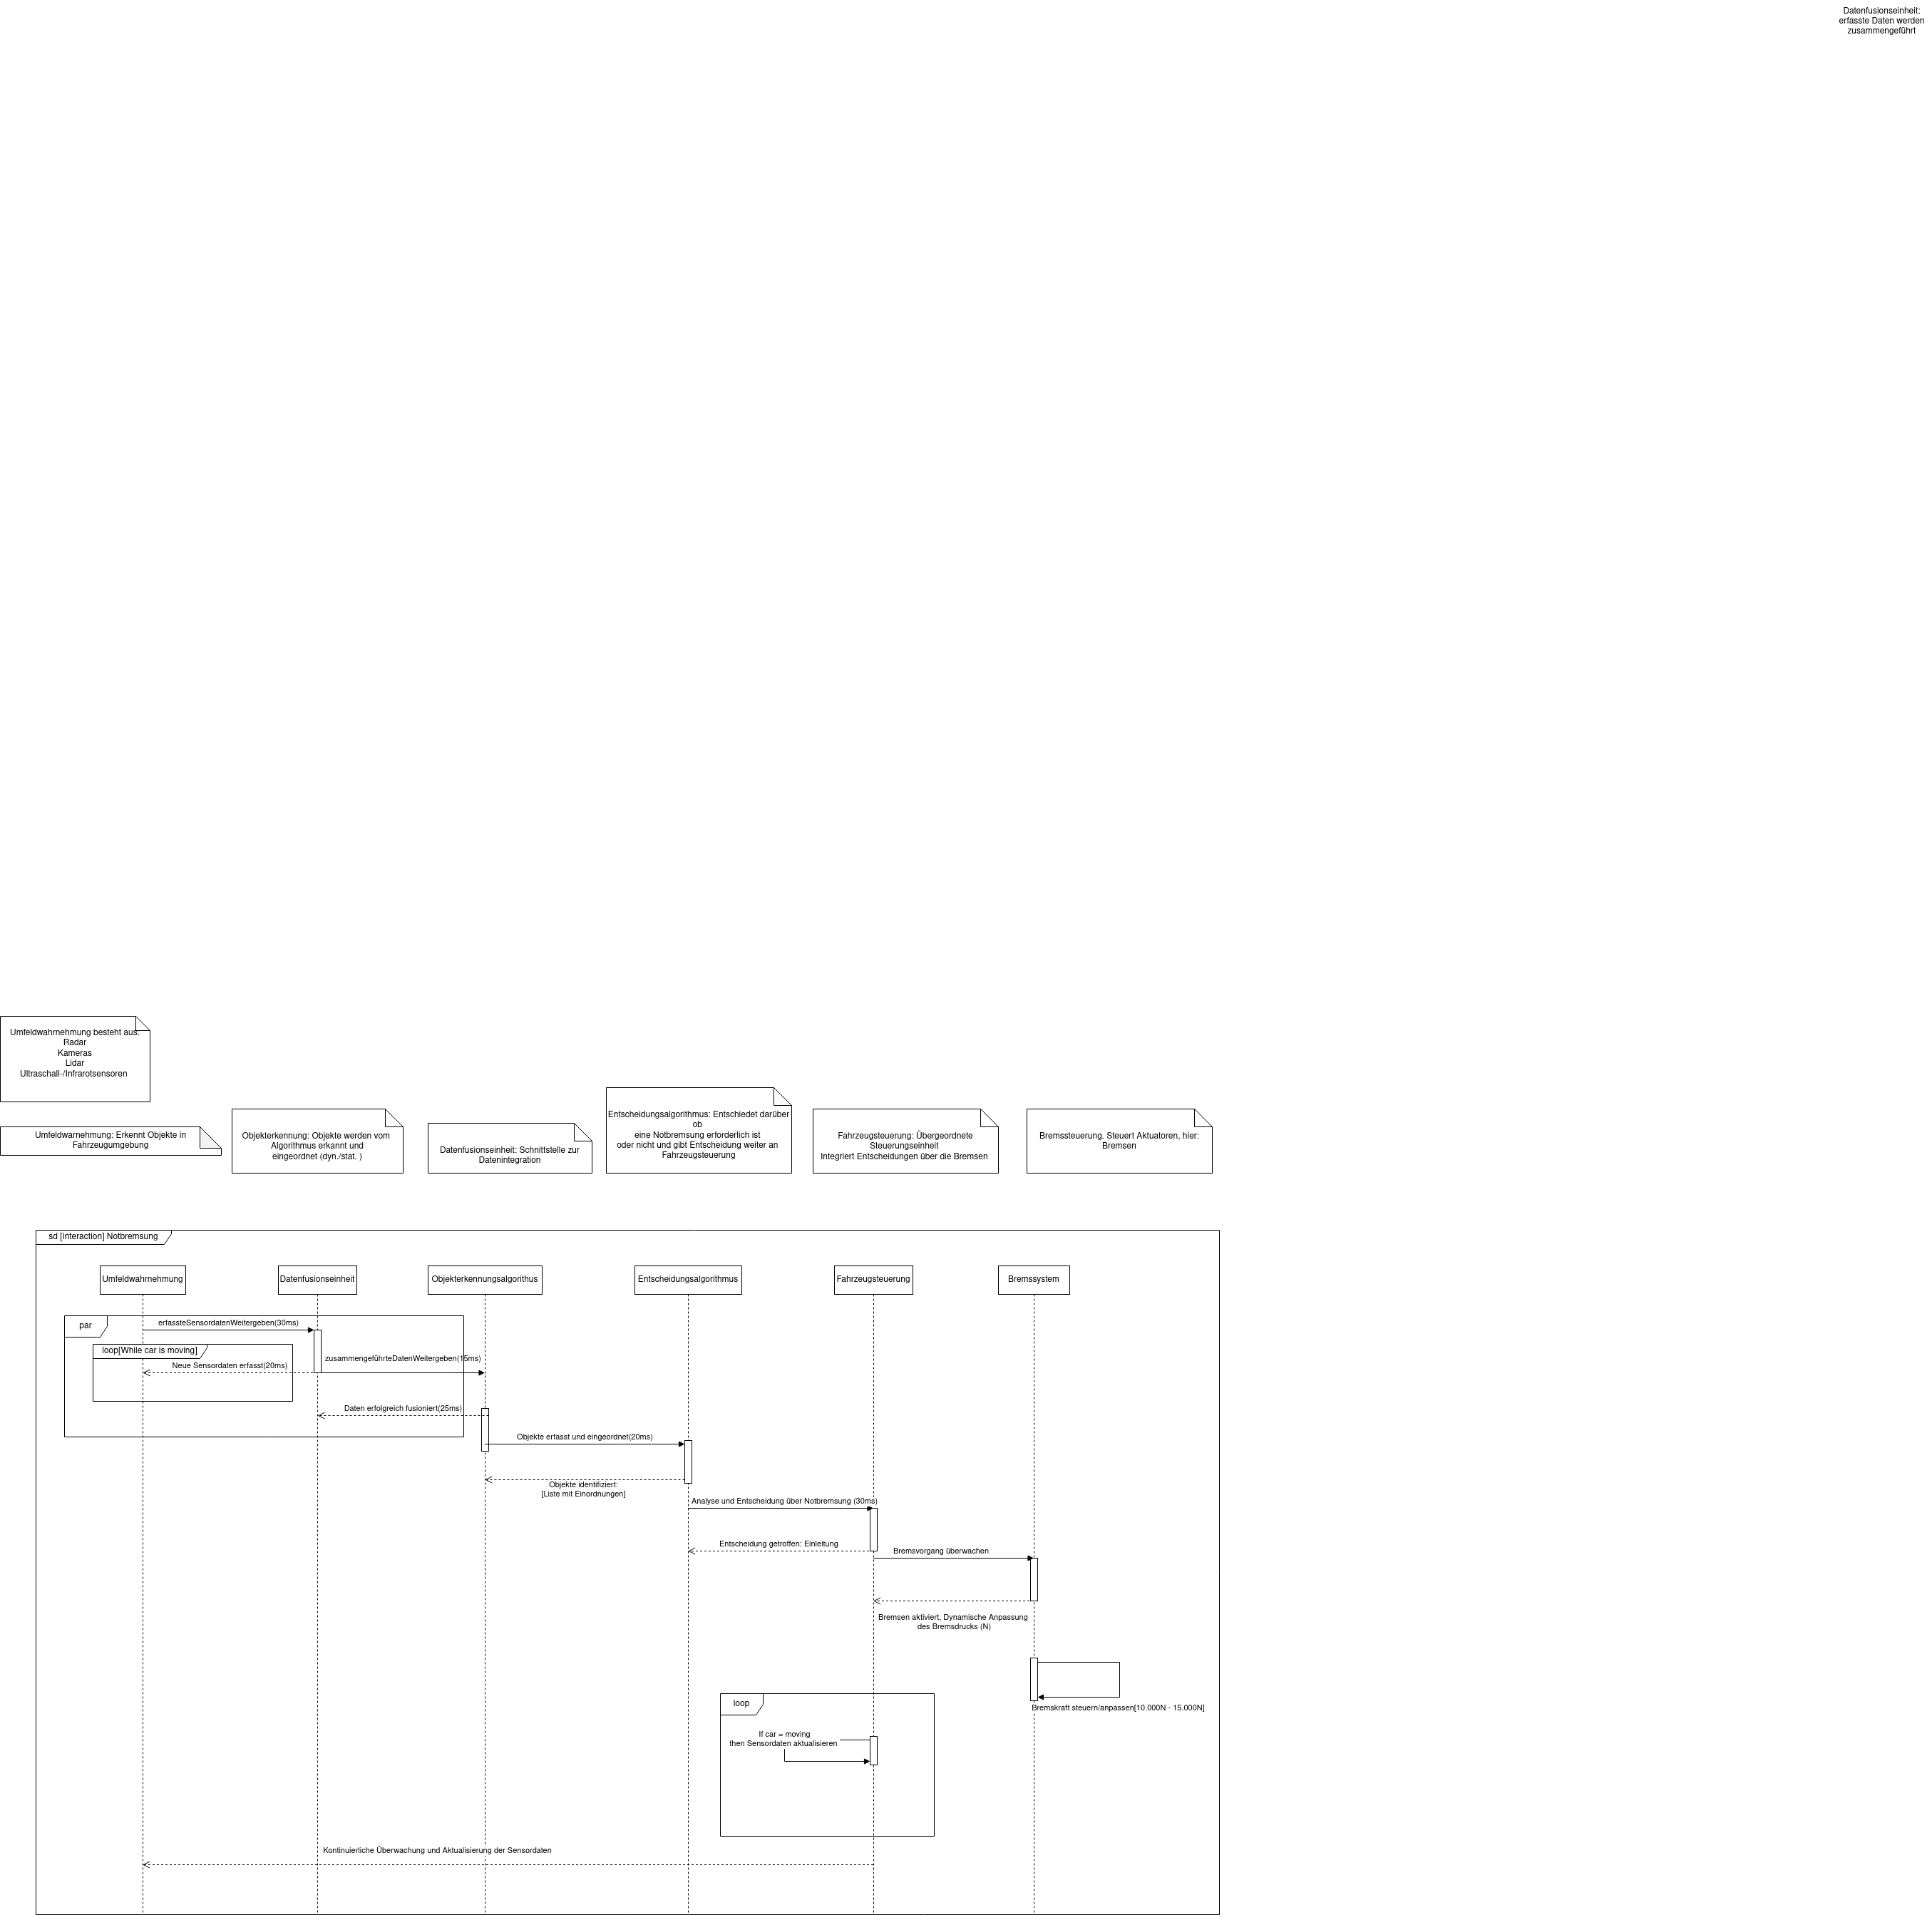 Datenfusionseinheit:
erfasste Daten werden
zusammengeführt
Umfeldwahrnehmung besteht aus:
Radar
Kameras
Lidar
Ultraschall-/Infrarotsensoren
Umfeldwarnehmung: Erkennt Objekte in
Fahrzeugumgebung
Objekterkennung: Objekte werden vom
Algorithmus erkannt und
eingeordnet (dyn./stat. )
Datenfusionseinheit: Schnittstelle zur
Datenintegration
Entscheidungsalgorithmus: Entschiedet darüber
ob
eine Notbremsung erforderlich ist
oder nicht und gibt Entscheidung weiter an
Fahrzeugsteuerung
Fahrzeugsteuerung: Übergeordnete
Steuerungseinheit
Integriert Entscheidungen über die Bremsen
Bremssteuerung. Steuert Aktuatoren, hier:
Bremsen
sd [interaction] Notbremsung
Umfeldwahrnehmung
Datenfusionseinheit
Objekterkennungsalgorithus
Entscheidungsalgorithmus
Fahrzeugsteuerung
Bremssystem
par
erfassteSensordatenWeitergeben(30ms)
loop[While car is moving]
Neue Sensordaten erfasst(20ms)
zusammengeführteDatenWeitergeben(15ms)
Daten erfolgreich fusioniert(25ms)
Objekte erfasst und eingeordnet(20ms)
Objekte identifiziert:
[Liste mit Einordnungen]
Analyse und Entscheidung über Notbremsung (30ms)
Entscheidung getroffen: Einleitung
Bremsvorgang überwachen
Bremsen aktiviert, Dynamische Anpassung
des Bremsdrucks (N)
Bremskraft steuern/anpassen[10.000N - 15.000N]
loop
If car = moving
then Sensordaten aktualisieren
Kontinuierliche Überwachung und Aktualisierung der Sensordaten